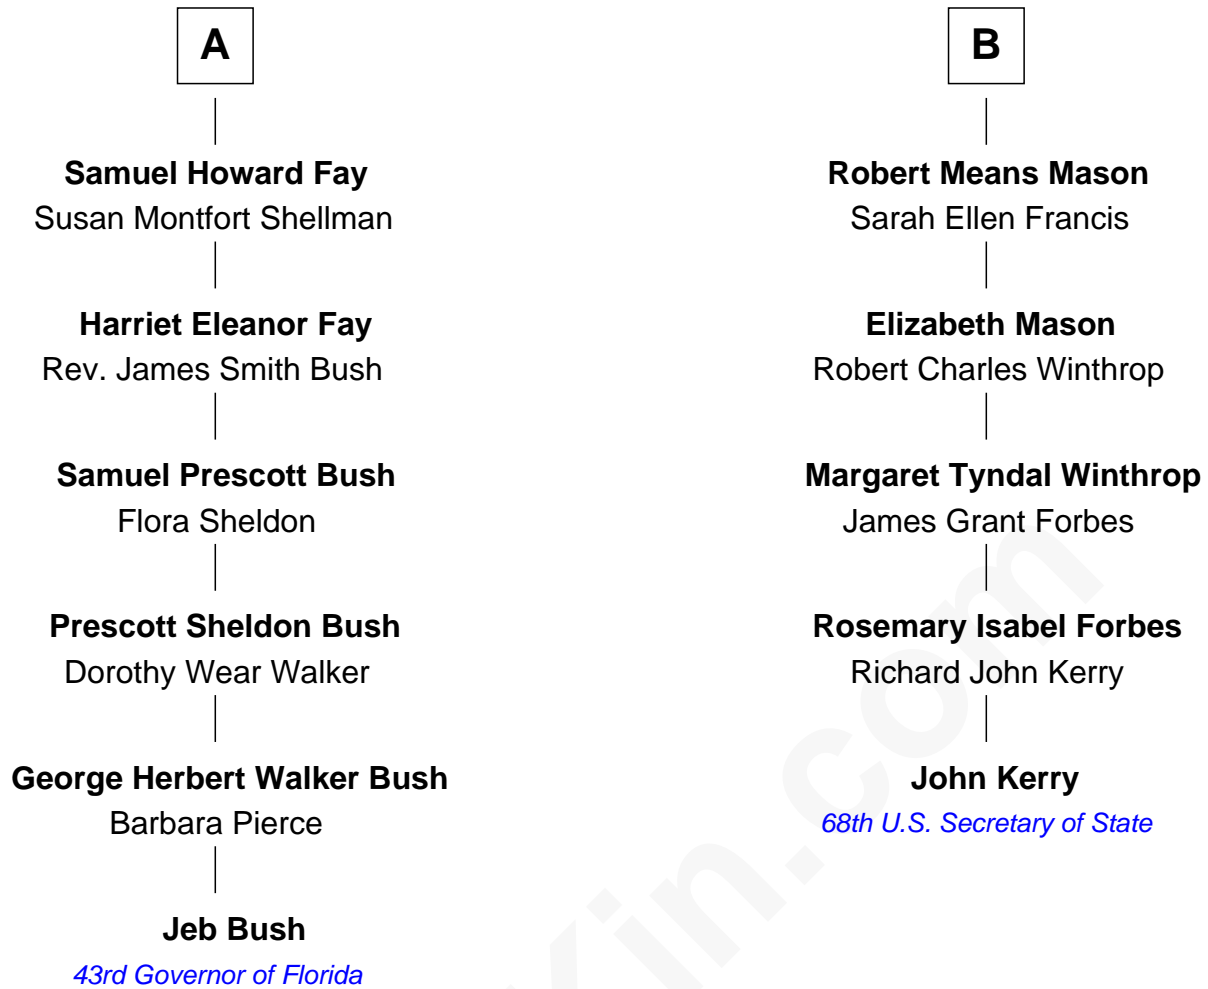 A
Samuel Howard Fay
Susan Montfort Shellman
Harriet Eleanor Fay
Rev. James Smith Bush
Samuel Prescott Bush
Flora Sheldon
Prescott Sheldon Bush
Dorothy Wear Walker
George Herbert Walker Bush
Barbara Pierce
Jeb Bush
43rd Governor of Florida
B
Robert Means Mason
Sarah Ellen Francis
Elizabeth Mason
Robert Charles Winthrop
Margaret Tyndal Winthrop
James Grant Forbes
Rosemary Isabel Forbes
Richard John Kerry
John Kerry
68th U.S. Secretary of State
Kin.com